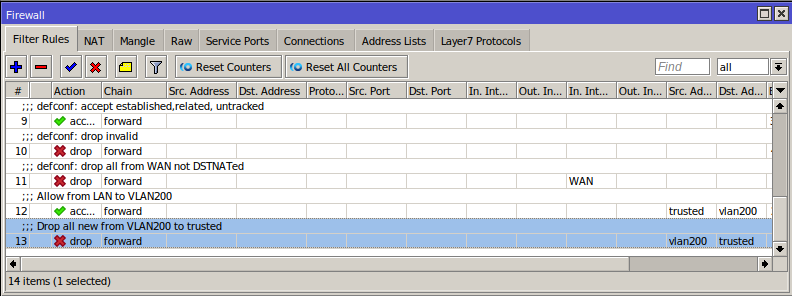 Firewall
Filter Rules NAT Mangle Raw Service Ports Connections Address Lists Layer7 Protocols
Reset Counters Reset All Counters Find all
# Action Chain Src. Address Dst. Address Proto... Src. Port Dst. Port In. Int... Out. In... In. Int... Out. In... Src. Ad... Dst. Ad...
;;; defconf: accept established,related, untracked
9 acc... forward
;;; defconf: drop invalid
10 drop forward
;;; defconf: drop all from WAN not DSTNATed
11 drop forward WAN
;;; Allow from LAN to VLAN200
12 acc... forward trusted vlan200
;;; Drop all new from VLAN200 to trusted
13 drop forward vlan200 trusted
14 items (1 selected)